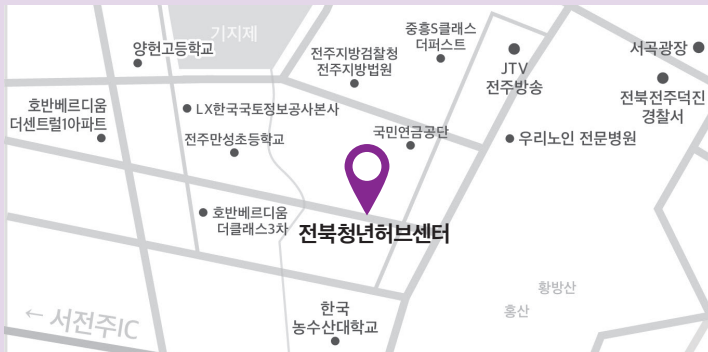 기지제
양현고등학교
중흥S클래스
더퍼스트
전주지방검찰청
전주지방법원
JTV
전주방송
서곡광장
전북전주덕진
경찰서
호반베르디움
더센트럴1아파트
LX한국국토정보공사본사
전주만성초등학교
국민연금공단
우리노인 전문병원
호반베르디움
더클래스3차
전북청년허브센터
황방산
홍산
← 서전주IC
한국
농수산대학교